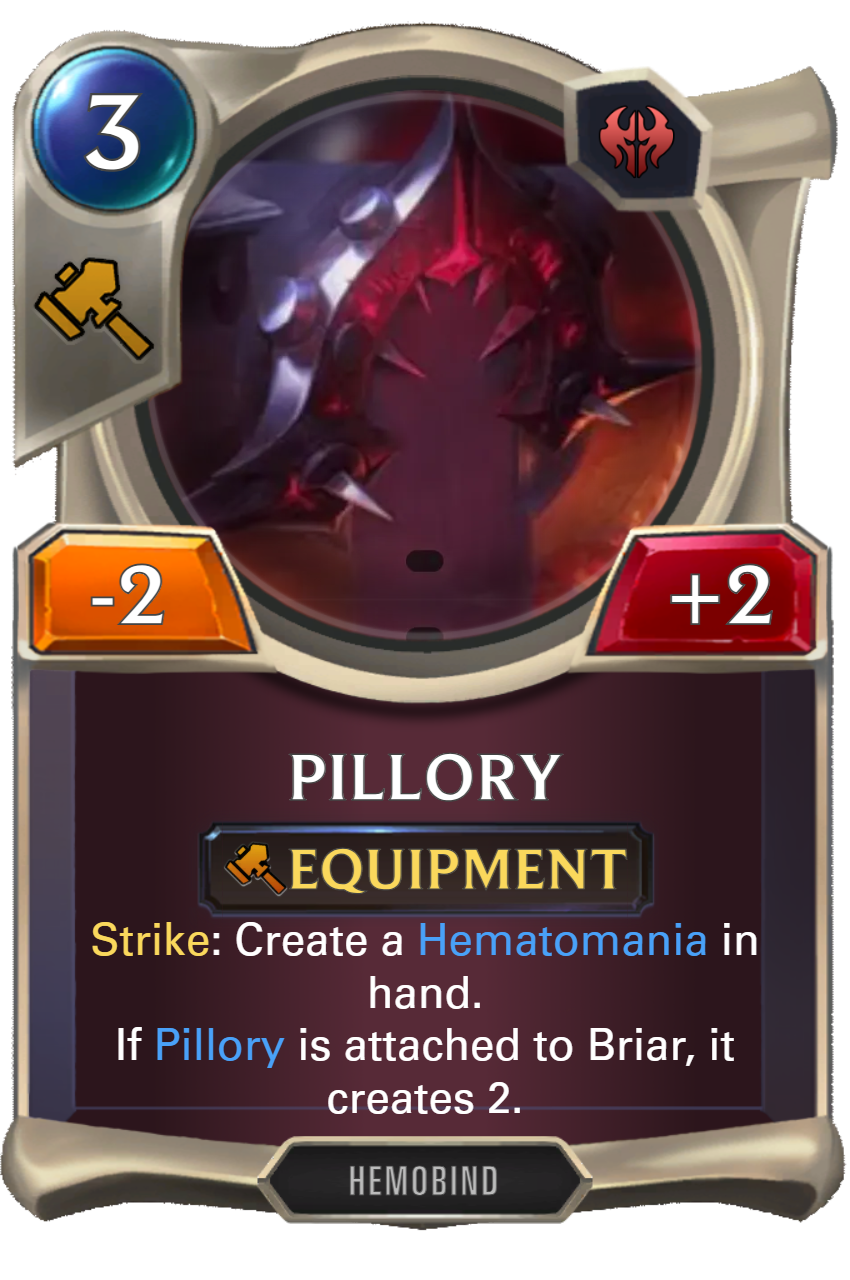 3
-2
+2
PILLORY
EQUIPMENT
Strike: Create a Hematomania in
hand.
If Pillory is attached to Briar, it
creates 2.
HEMOBIND